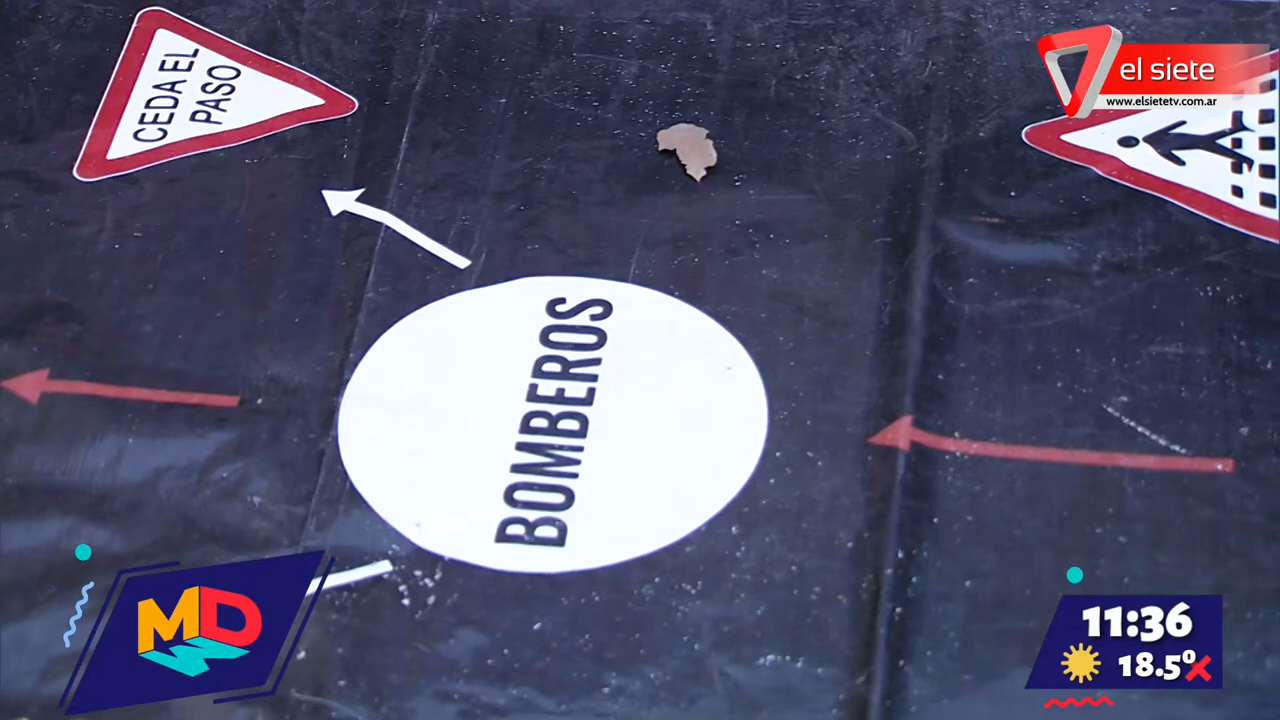 CEDA EL
PASO
el siete
www.elsietetv.com.ar
BOMBEROS
MD
11:36
18.5º